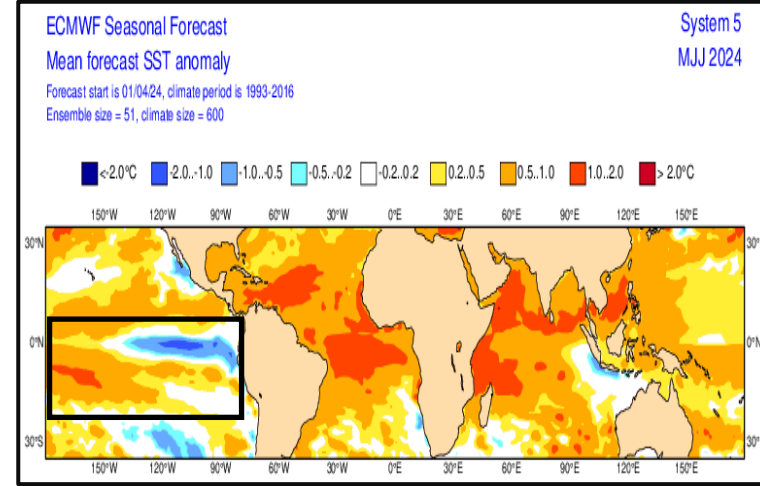 ECMWF Seasonal Forecast
System 5
Mean forecast SST anomaly
MJJ 2024
Forecast start is 01/04/24, climate period is 1993-2016
Ensemble size = 51, climate size = 600
<-2.0°C -2.0..-1.0 -1.0..-0.5 -0.5..-0.2 -0.2..0.2 0.2..0.5 0.5..1.0 1.0..2.0 > 2.0°C
150°W 120°W 90°W 60°W 30°W 0°E 30°E 60°E 90°E 120°E 150°E
30°N 30°
0°N 0°N
30°S 30°
150°W 120°W 90°W 60°W 30°W 0°E 30°E 60°E 90°E 120°E 150°E